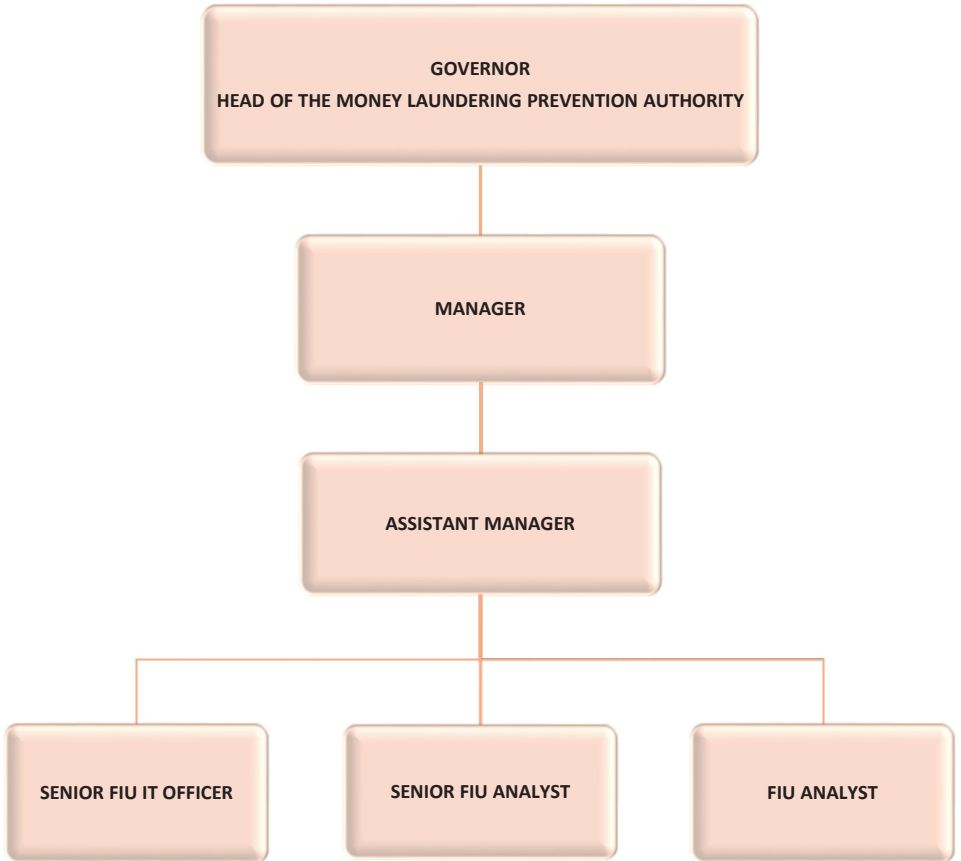 GOVERNOR
HEAD OF THE MONEY LAUNDERING PREVENTION AUTHORITY
MANAGER
ASSISTANT MANAGER
SENIOR FIU IT OFFICER
SENIOR FIU ANALYST
FIU ANALYST